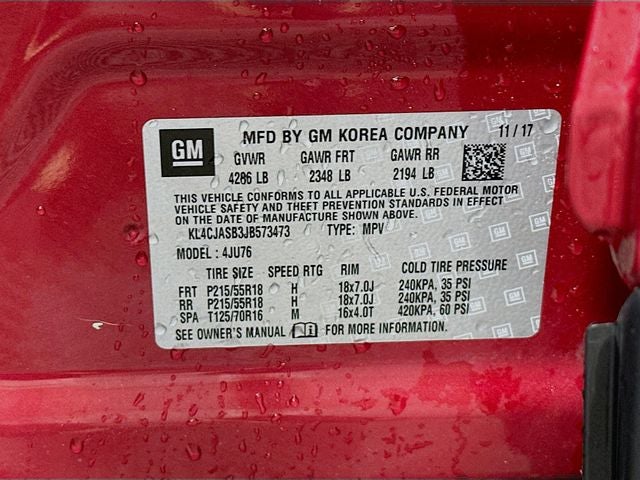 GM MFD BY GM KOREA COMPANY 11/17
GVWR GAWR FRT GAWR RR
4286 LB 2348 LB 2194 LB
THIS VEHICLE CONFORMS TO ALL APPLICABLE U.S. FEDERAL MOTOR
VEHICLE SAFETY AND THEFT PREVENTION STANDARDS IN EFFECT
ON THE DATE OF MANUFACTURE SHOWN ABOVE.
KL4CJASB3JB573473 TYPE: MPV
MODEL : 4JU76
TIRE SIZE SPEED RTG RIM COLD TIRE PRESSURE
FRT P215/55R18 H 18x7.0J 240KPA, 35 PSI
RR P215/55R18 H 18x7.0J 240KPA, 35 PSI
SPA T125/70R16 M 16x4.0T 420KPA, 60 PSI
SEE OWNER'S MANUAL FOR MORE INFORMATION.